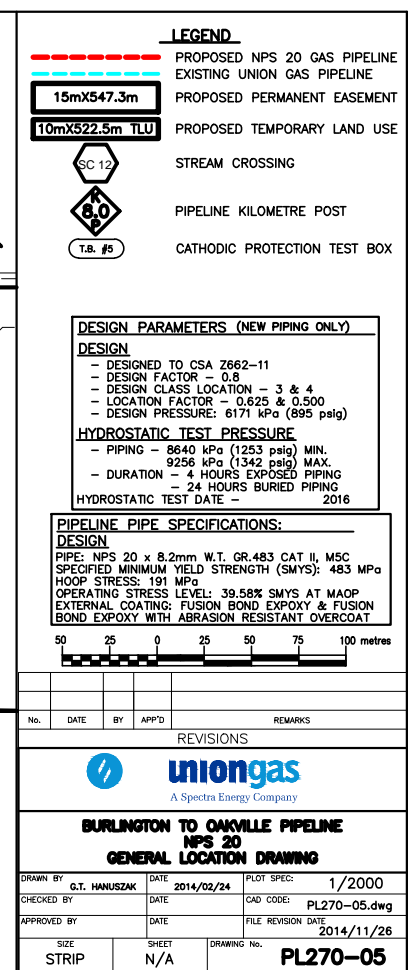 LEGEND
PROPOSED NPS 20 GAS PIPELINE
EXISTING UNION GAS PIPELINE
15mX547.3m PROPOSED PERMANENT EASEMENT
10mX522.5m TLU PROPOSED TEMPORARY LAND USE
SC 12 STREAM CROSSING
K
8.0 PIPELINE KILOMETRE POST
P
T.B. #5 CATHODIC PROTECTION TEST BOX
DESIGN PARAMETERS (NEW PIPING ONLY)
DESIGN
– DESIGNED TO CSA Z662–11
– DESIGN FACTOR – 0.8
– DESIGN CLASS LOCATION – 3 & 4
– LOCATION FACTOR – 0.625 & 0.500
– DESIGN PRESSURE: 6171 kPa (895 psig)
HYDROSTATIC TEST PRESSURE
– PIPING – 8640 kPa (1253 psig) MIN.
9256 kPa (1342 psig) MAX.
– DURATION – 4 HOURS EXPOSED PIPING
– 24 HOURS BURIED PIPING
HYDROSTATIC TEST DATE – 2016
PIPELINE PIPE SPECIFICATIONS:
DESIGN
PIPE: NPS 20 x 8.2mm W.T. GR.483 CAT II, M5C
SPECIFIED MINIMUM YIELD STRENGTH (SMYS): 483 MPa
HOOP STRESS: 191 MPa
OPERATING STRESS LEVEL: 39.58% SMYS AT MAOP
EXTERNAL COATING: FUSION BOND EXPOXY & FUSION
BOND EXPOXY WITH ABRASION RESISTANT OVERCOAT
50 25 0 25 50 75 100 metres
No. DATE BY APP'D REMARKS
REVISIONS
uniongas
A Spectra Energy Company
BURLINGTON TO OAKVILLE PIPELINE
NPS 20
GENERAL LOCATION DRAWING
DRAWN BY G.T. HANUSZAK DATE 2014/02/24 PLOT SPEC: 1/2000
CHECKED BY DATE CAD CODE: PL270–05.dwg
APPROVED BY DATE FILE REVISION DATE 2014/11/26
SIZE SHEET DRAWING No.
STRIP N/A PL270–05